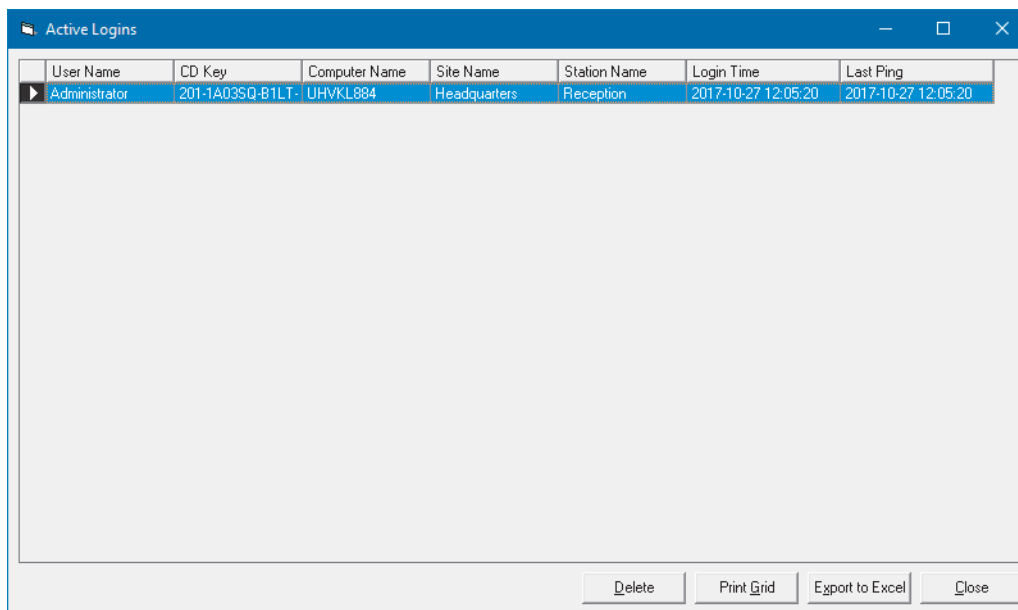 Active Logins
User Name CD Key Computer Name Site Name Station Name Login Time Last Ping
Administrator 201-1A03SQ-B1LT- UHVKL884 Headquarters Reception 2017-10-27 12:05:20 2017-10-27 12:05:20
Delete Print Grid Export to Excel Close